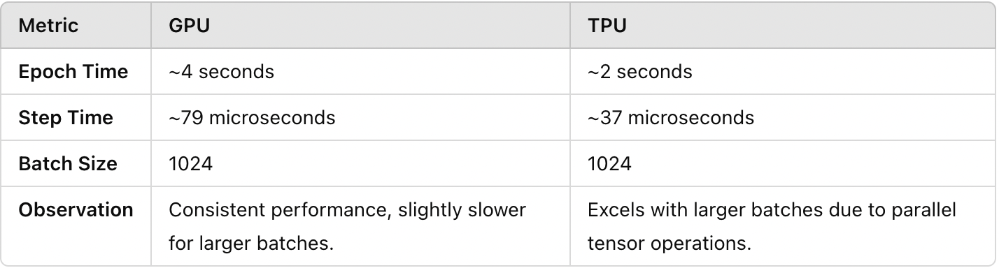 Metric GPU TPU
Epoch Time ~4 seconds ~2 seconds
Step Time ~79 microseconds ~37 microseconds
Batch Size 1024 1024
Observation Consistent performance, slightly slower Excels with larger batches due to parallel
for larger batches. tensor operations.